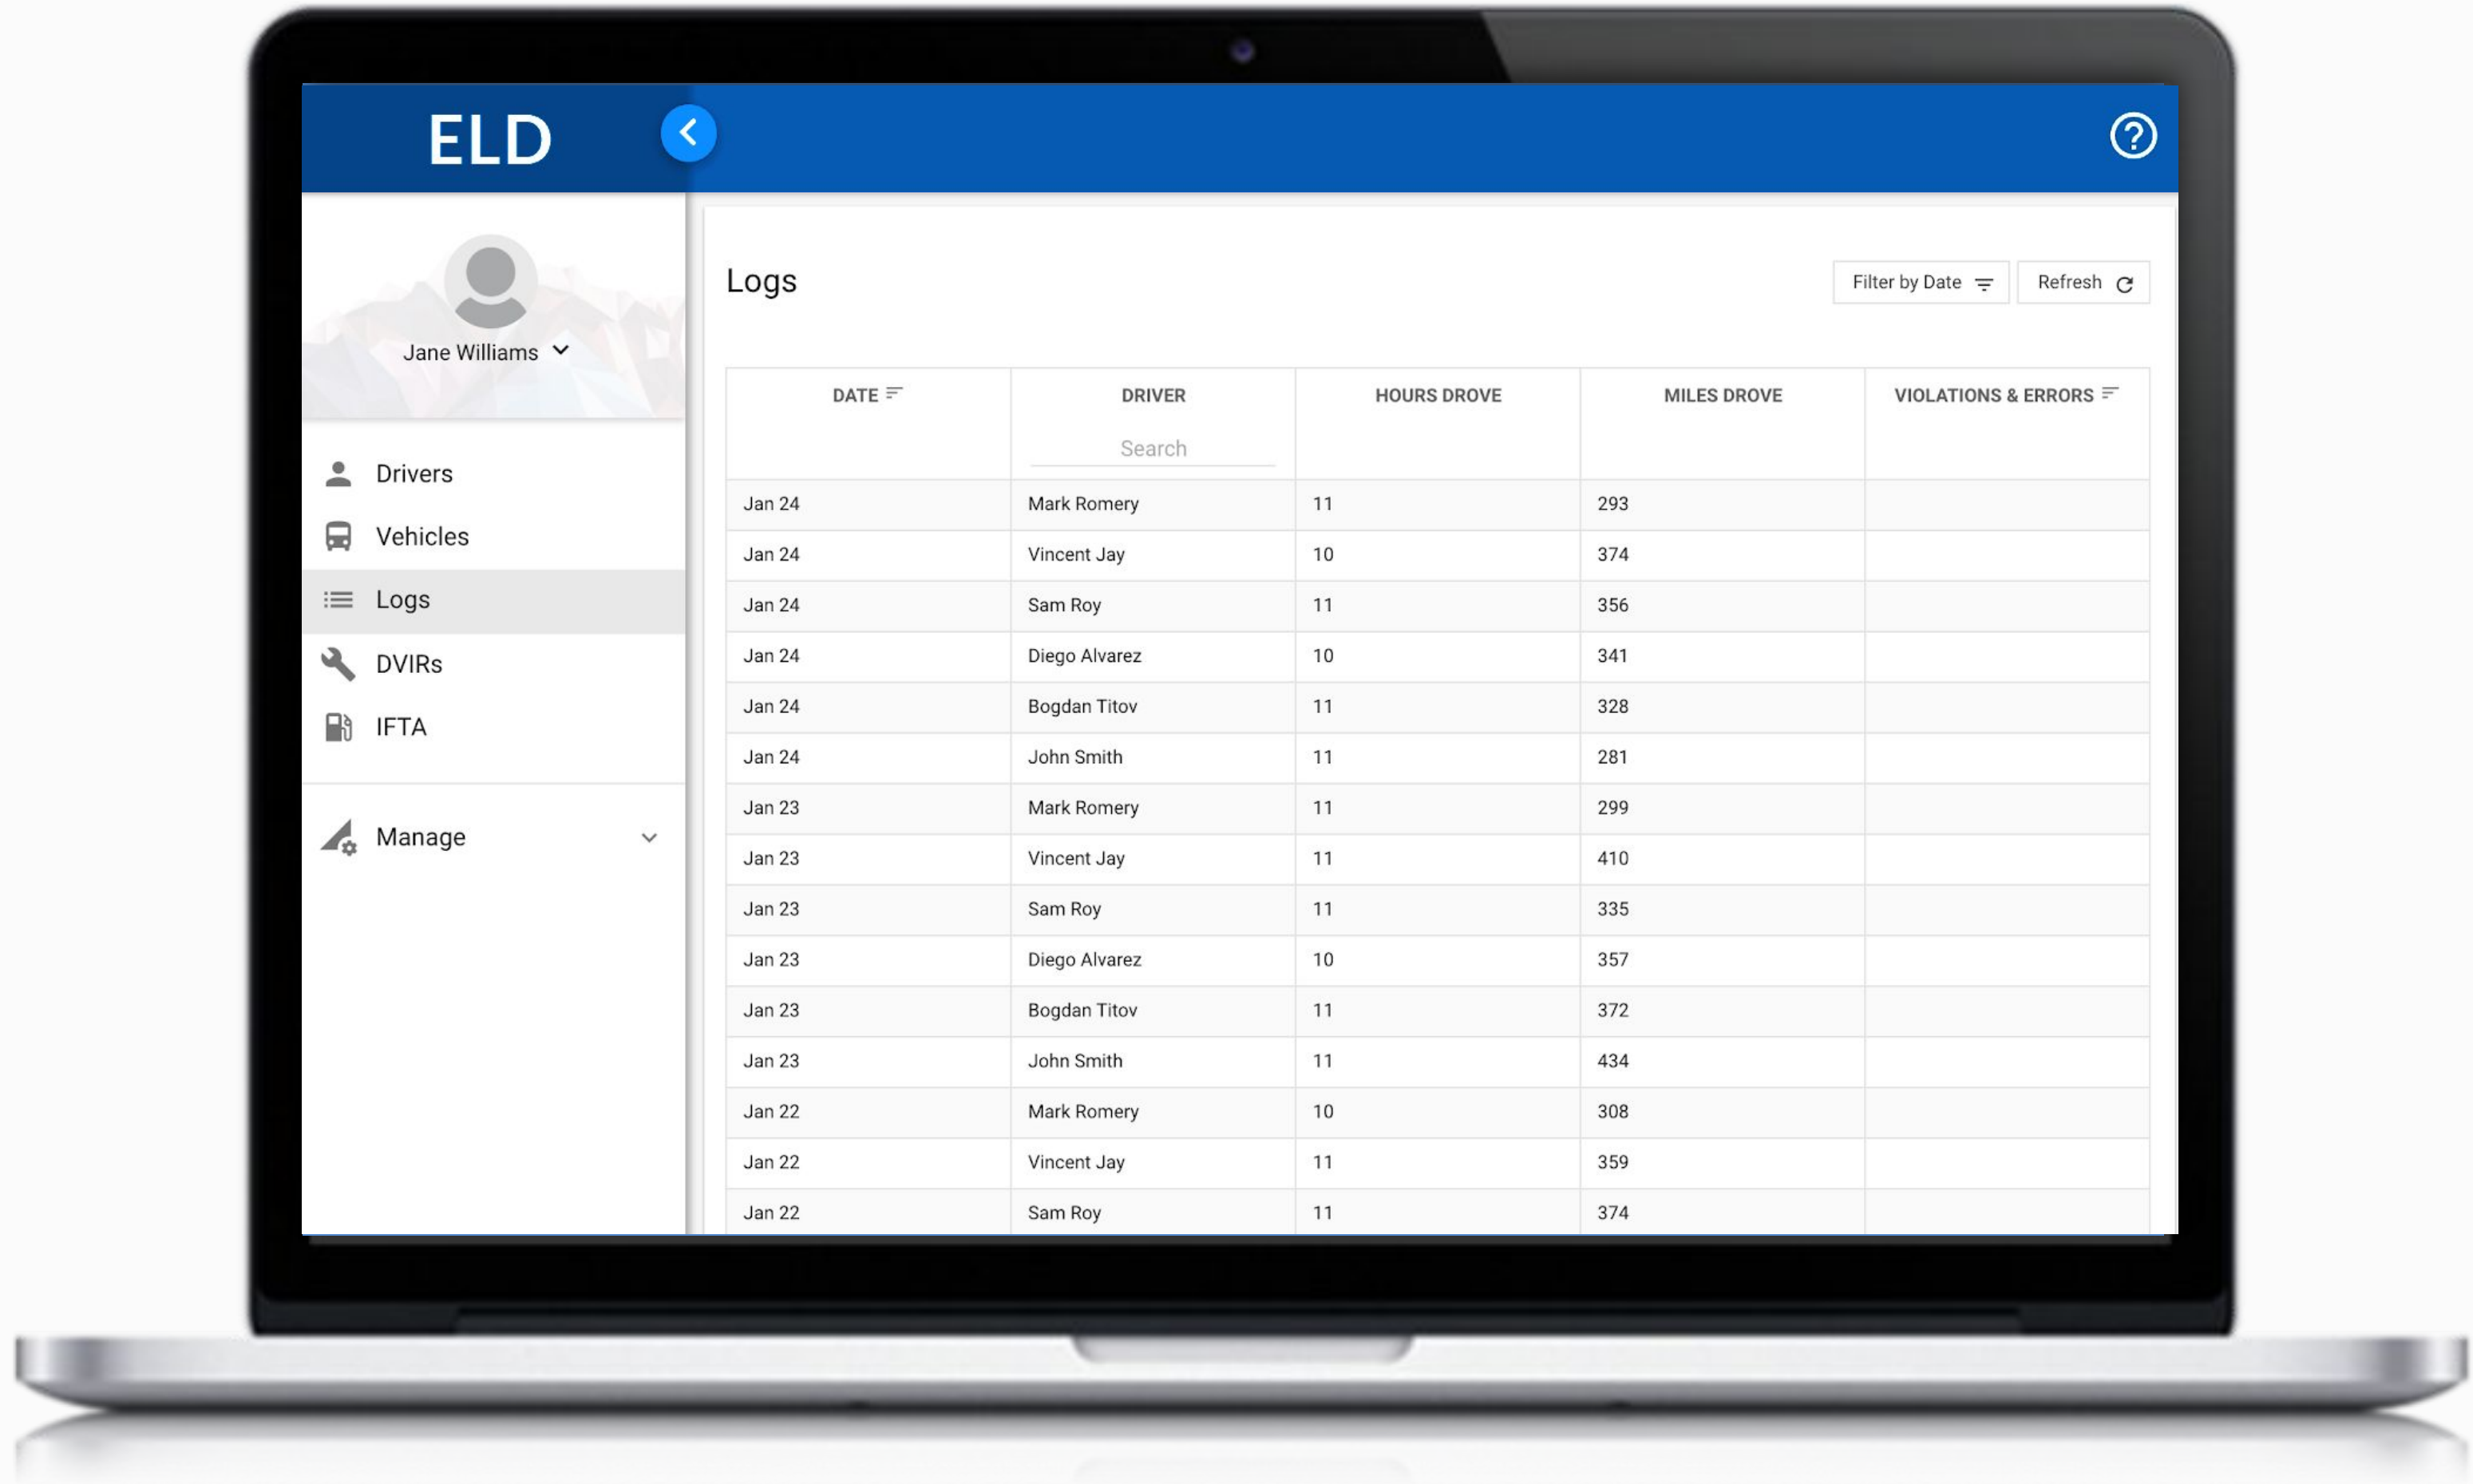 ELD
Jane Williams
Drivers
Vehicles
Logs
DVIRs
IFTA
Manage
Logs
Filter by Date
Refresh
DATE DRIVER HOURS DROVE MILES DROVE VIOLATIONS & ERRORS
Search
Jan 24 Mark Romery 11 293
Jan 24 Vincent Jay 10 374
Jan 24 Sam Roy 11 356
Jan 24 Diego Alvarez 10 341
Jan 24 Bogdan Titov 11 328
Jan 24 John Smith 11 281
Jan 23 Mark Romery 11 299
Jan 23 Vincent Jay 11 410
Jan 23 Sam Roy 11 335
Jan 23 Diego Alvarez 10 357
Jan 23 Bogdan Titov 11 372
Jan 23 John Smith 11 434
Jan 22 Mark Romery 10 308
Jan 22 Vincent Jay 11 359
Jan 22 Sam Roy 11 374